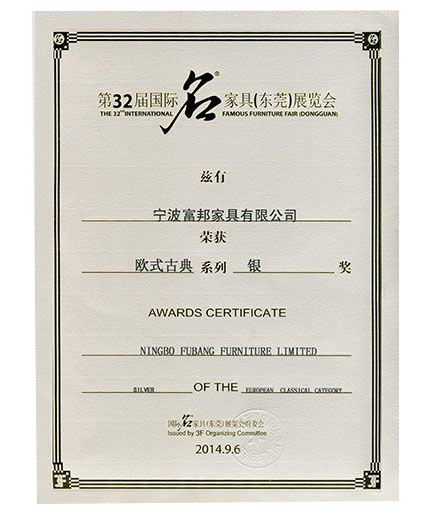 第32届国际名®家具(东莞)展览会
THE 32ND INTERNATIONAL FAMOUS FURNITURE FAIR (DONGGUAN)
兹有
宁波富邦家具有限公司
荣获
欧式古典 系列 银 奖
AWARDS CERTIFICATE
NINGBO FUBANG FURNITURE LIMITED
SILVER OF THE EUROPEAN CLASSICAL CATEGORY
国际名家具(东莞)展览会组委会
Issued by 3F Organizing Committee
2014.9.6